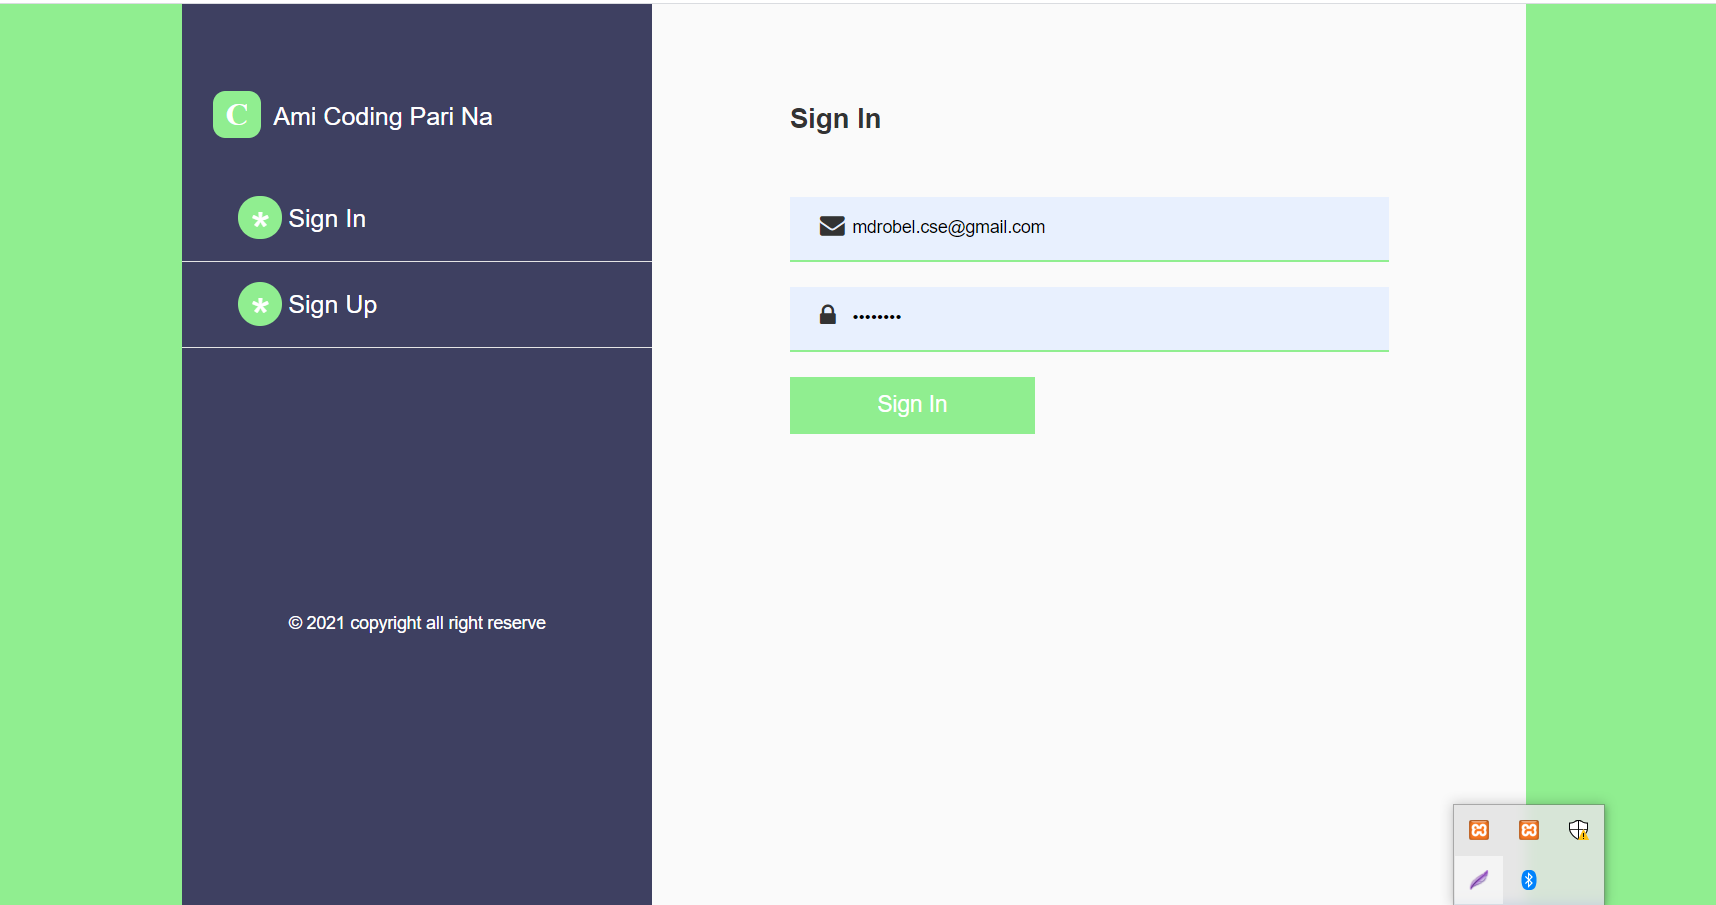 C
Ami Coding Pari Na
* Sign In
* Sign Up
© 2021 copyright all right reserve
Sign In
mdrobel.cse@gmail.com
••••••••
Sign In